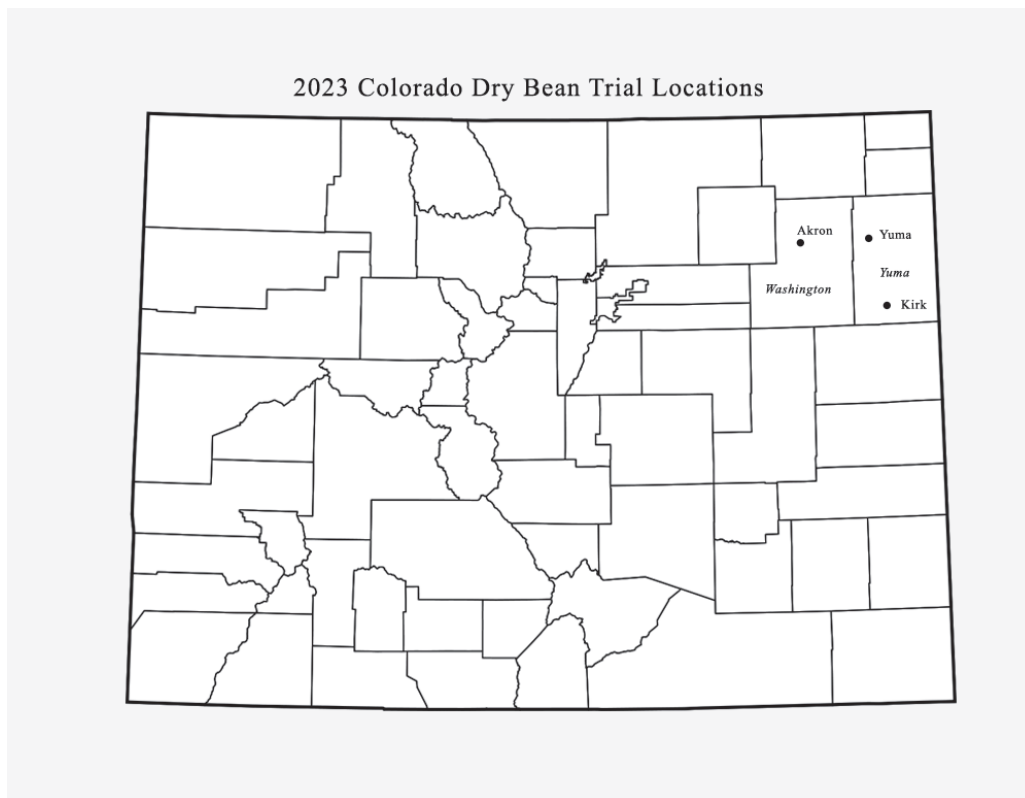 2023 Colorado Dry Bean Trial Locations
Akron
Yuma
Yuma
Washington
Kirk